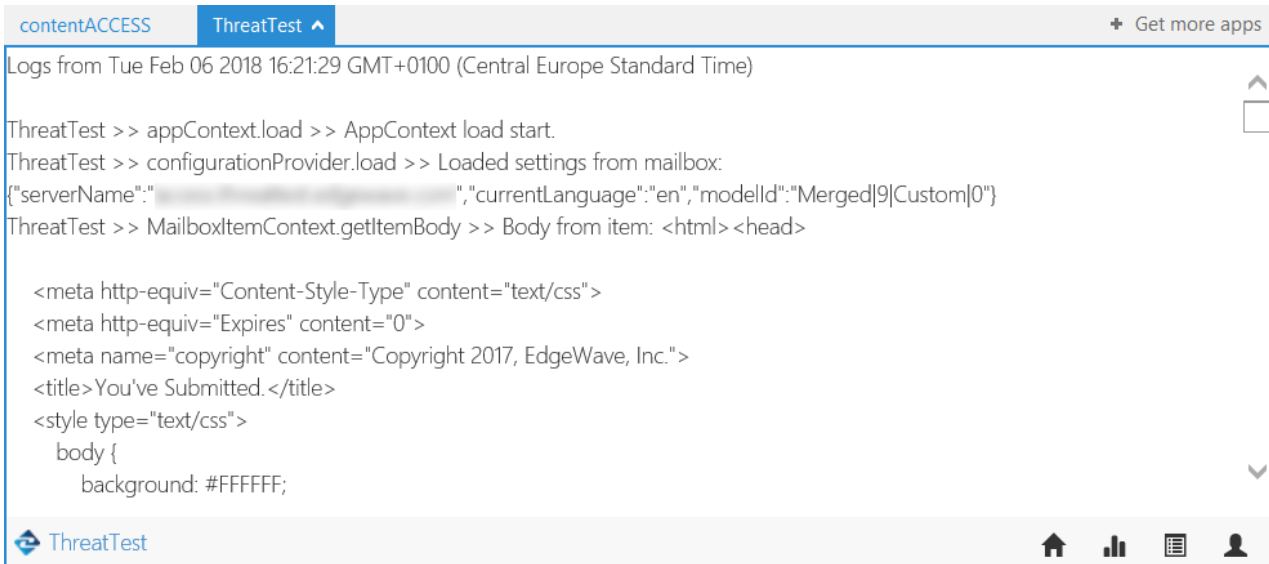 contentACCESS
ThreatTest
+ Get more apps
Logs from Tue Feb 06 2018 16:21:29 GMT+0100 (Central Europe Standard Time)
ThreatTest >> appContext.load >> AppContext load start.
ThreatTest >> configurationProvider.load >> Loaded settings from mailbox:
{"serverName":" ","currentLanguage":"en","modelId":"Merged|9|Custom|0"}
ThreatTest >> MailboxItemContext.getItemBody >> Body from item: <html><head>
<meta http-equiv="Content-Style-Type" content="text/css">
<meta http-equiv="Expires" content="0">
<meta name="copyright" content="Copyright 2017, EdgeWave, Inc.">
<title>You've Submitted.</title>
<style type="text/css">
body {
background: #FFFFFF;
ThreatTest